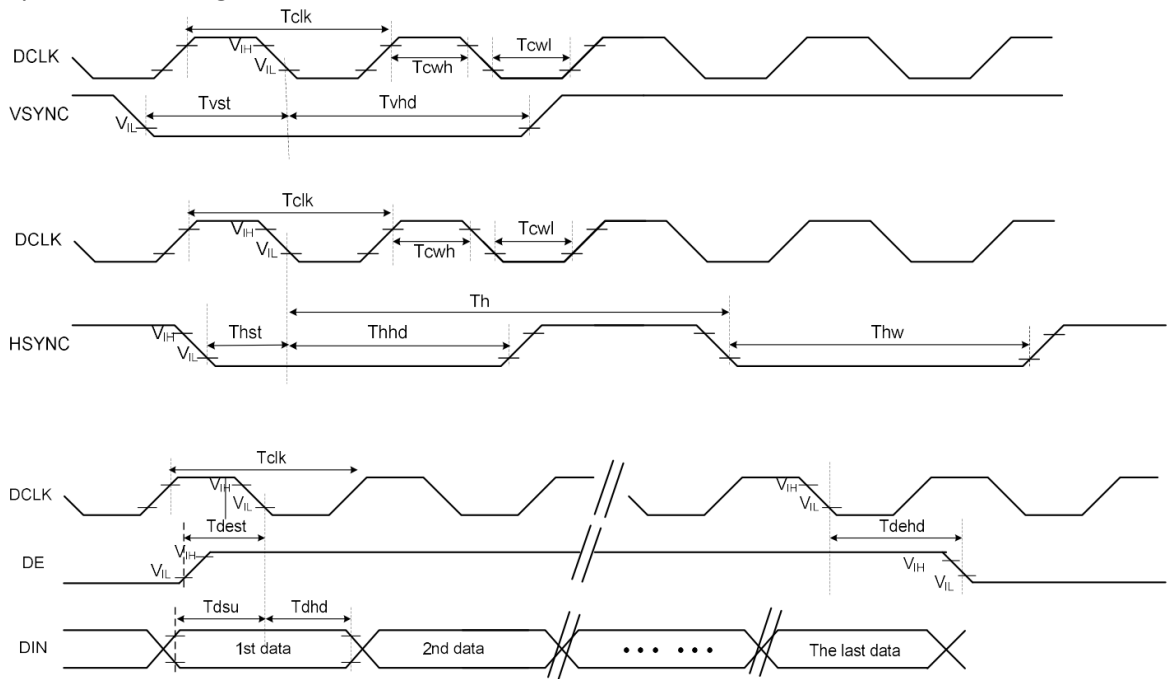 Tclk
DCLK VIH VIL Tcwh Tcwl
VSYNC VIL Tvst Tvhd
Tclk
DCLK VIH VIL Tcwh Tcwl
Th
HSYNC VIH VIL Thst Thhd Thw
Tclk
DCLK VIH VIL VIH VIL
Tdest Tdehd
DE VIH VIL VIH VIL
Tdsu Tdhd
DIN 1st data 2nd data ••• ••• The last data